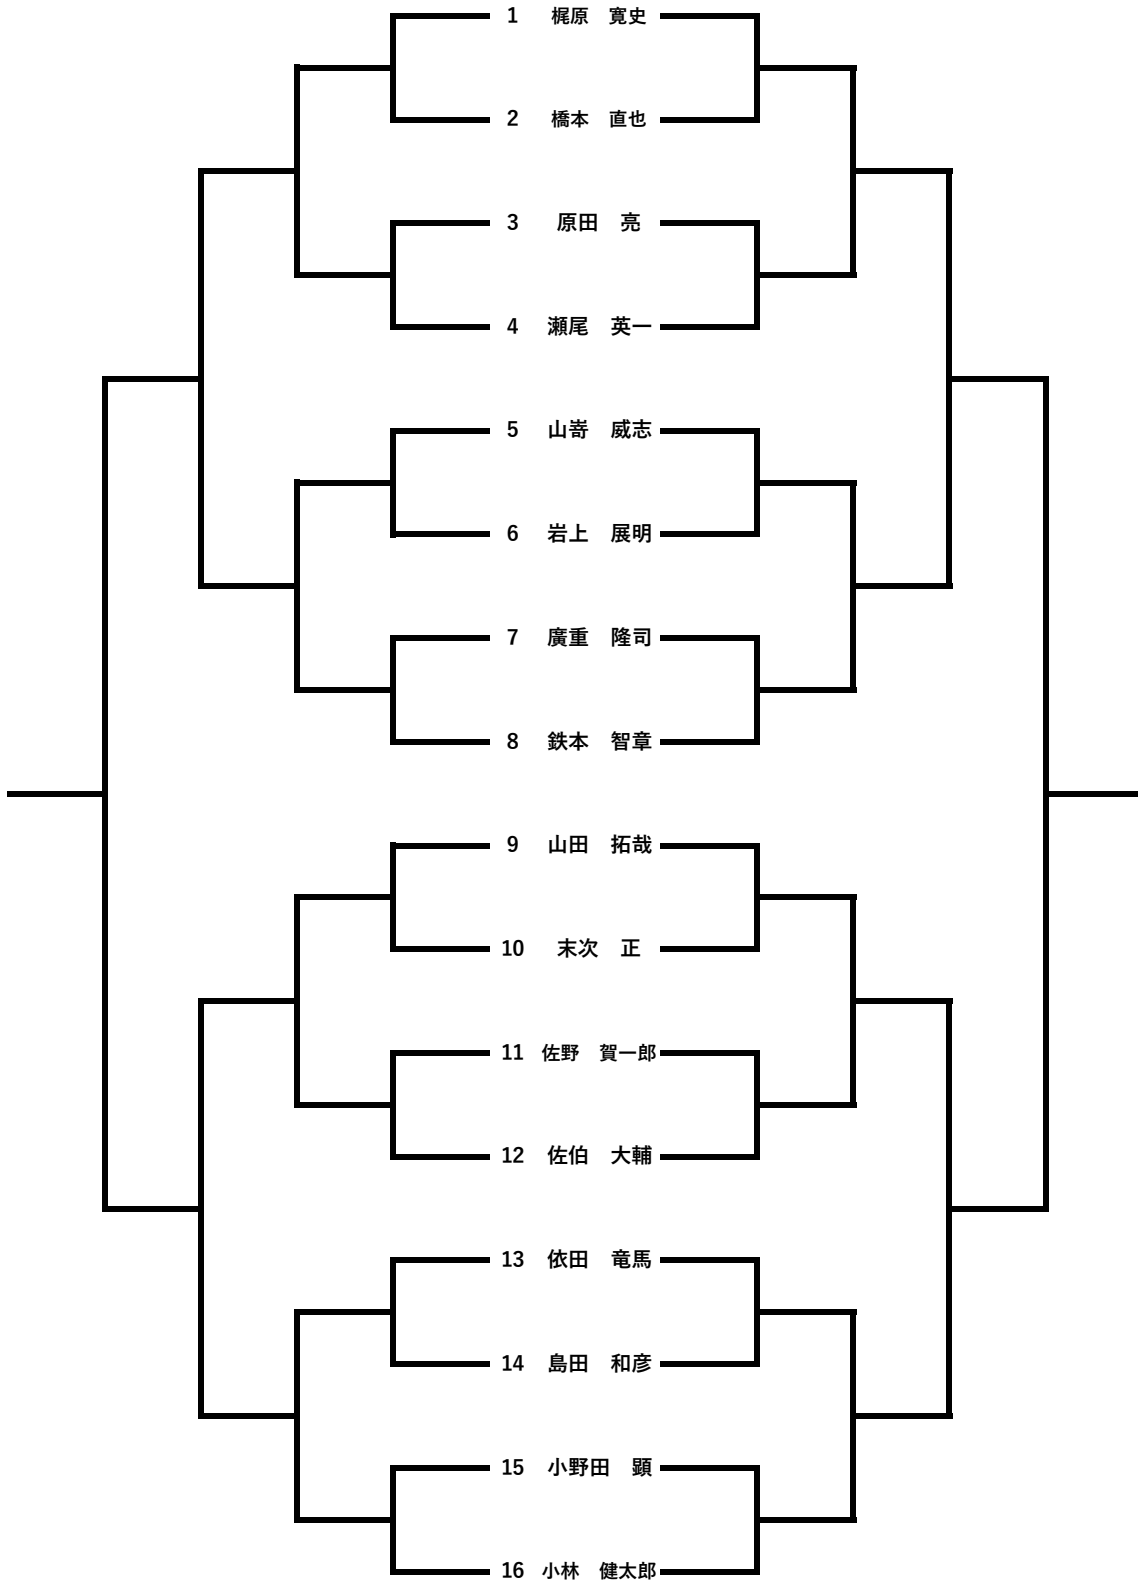 1 梶原　寛史
2 橋本　直也
3 原田　亮
4 瀬尾　英一
5 山嵜　威志
6 岩上　展明
7 廣重　隆司
8 鉄本　智章
9 山田　拓哉
10 末次　正
11 佐野　賀一郎
12 佐伯　大輔
13 依田　竜馬
14 島田　和彦
15 小野田　顕
16 小林　健太郎